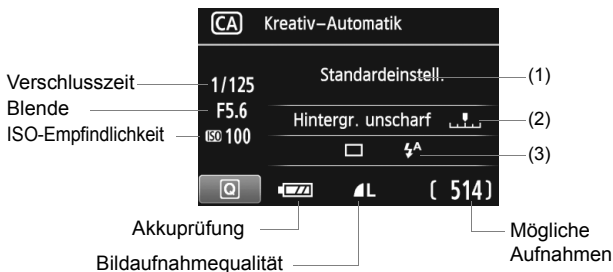 CA Kreativ-Automatik
Verschlusszeit 1/125 Standardeinstell. (1)
Blende F5.6 Hintergr. unscharf (2)
ISO-Empfindlichkeit ISO 100 (3)
A
Q L [ 514]
Akkuprüfung
Bildaufnahmequalität
Mögliche
Aufnahmen